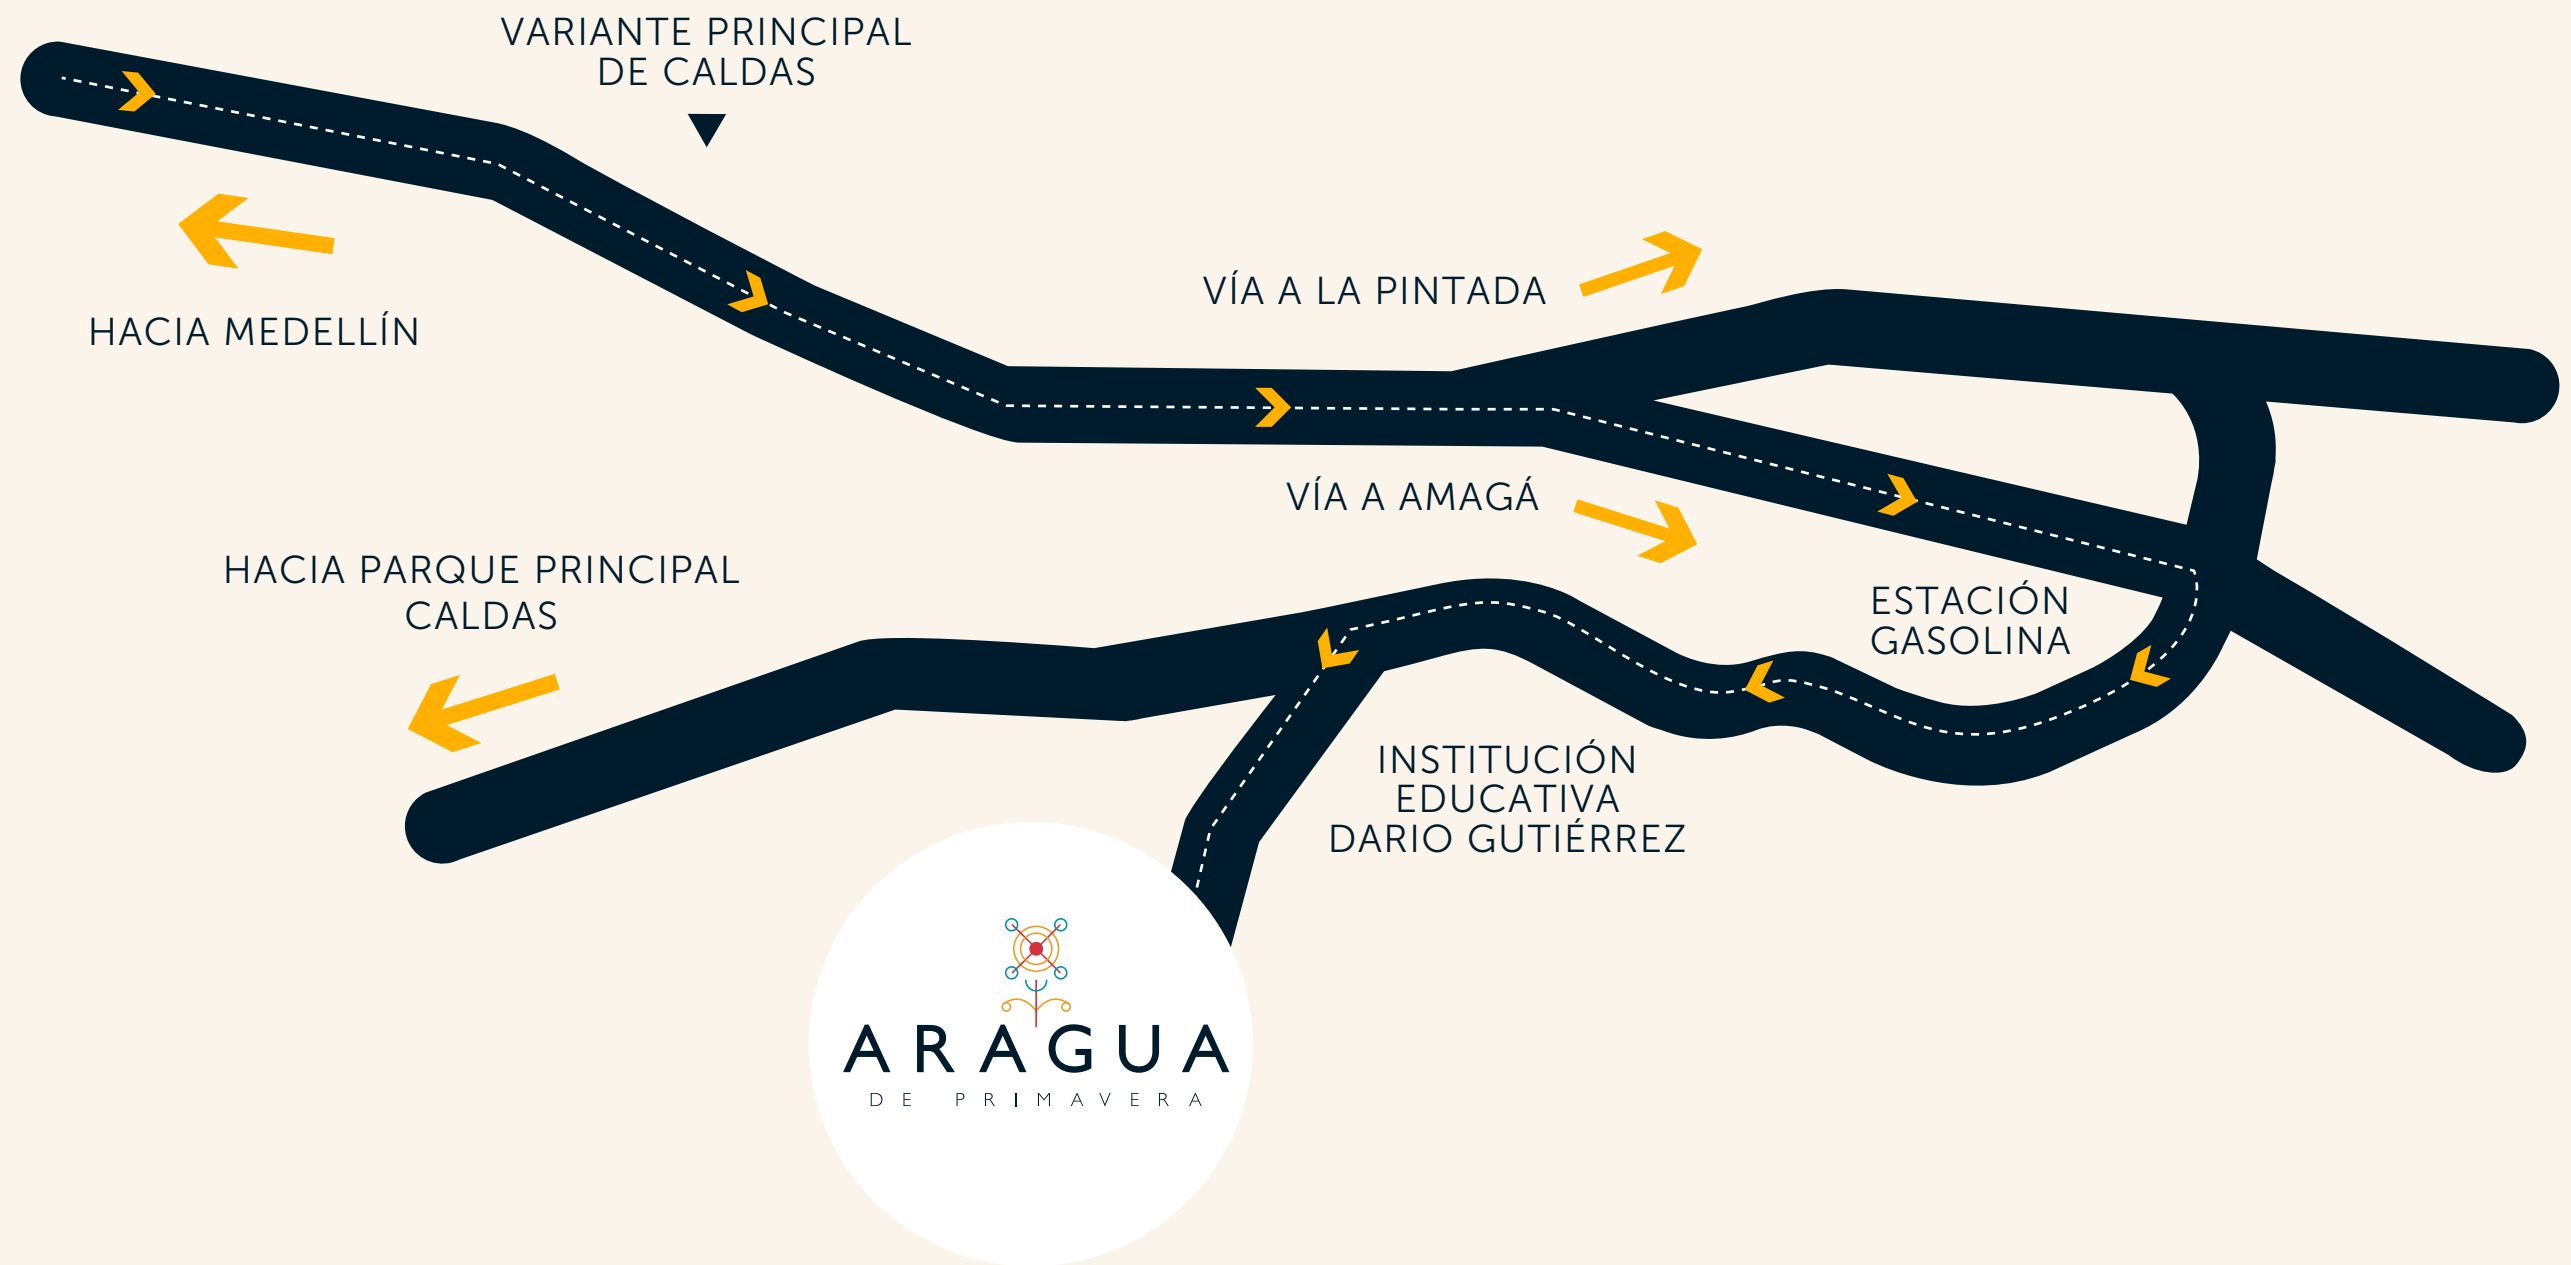 VARIANTE PRINCIPAL
DE CALDAS
HACIA MEDELLÍN
VÍA A LA PINTADA
VÍA A AMAGÁ
HACIA PARQUE PRINCIPAL
CALDAS
ESTACIÓN
GASOLINA
INSTITUCIÓN
EDUCATIVA
DARIO GUTIÉRREZ
ARAGUA
DE PRIMAVERA